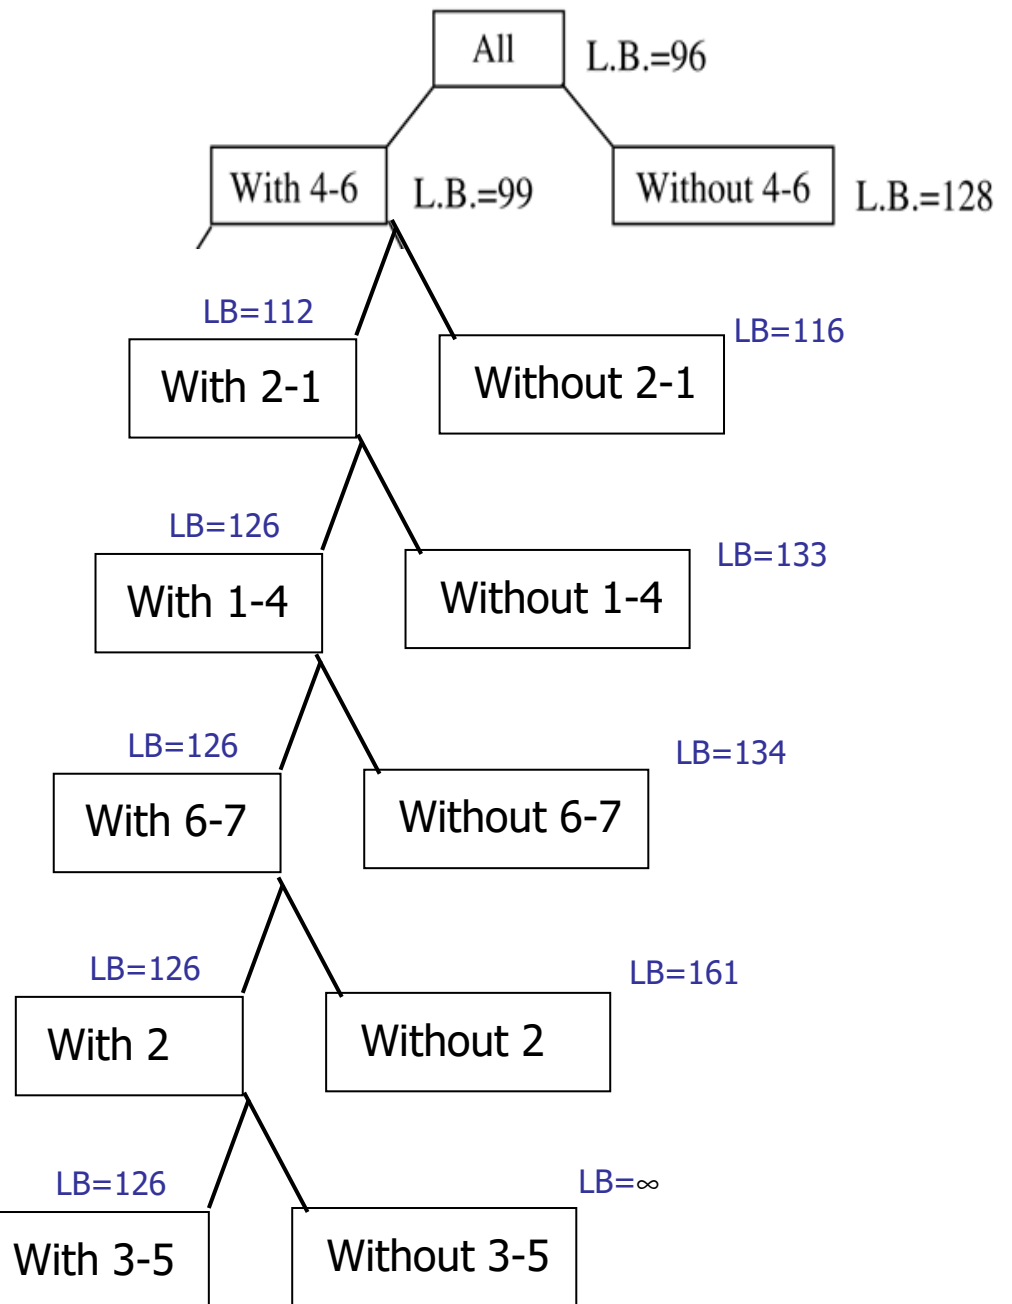 All
L.B.=96
With 4-6
L.B.=99
Without 4-6
L.B.=128
LB=112
LB=116
With 2-1
Without 2-1
LB=126
LB=133
With 1-4
Without 1-4
LB=126
LB=134
With 6-7
Without 6-7
LB=126
LB=161
With 2
Without 2
LB=126
LB=∞
With 3-5
Without 3-5